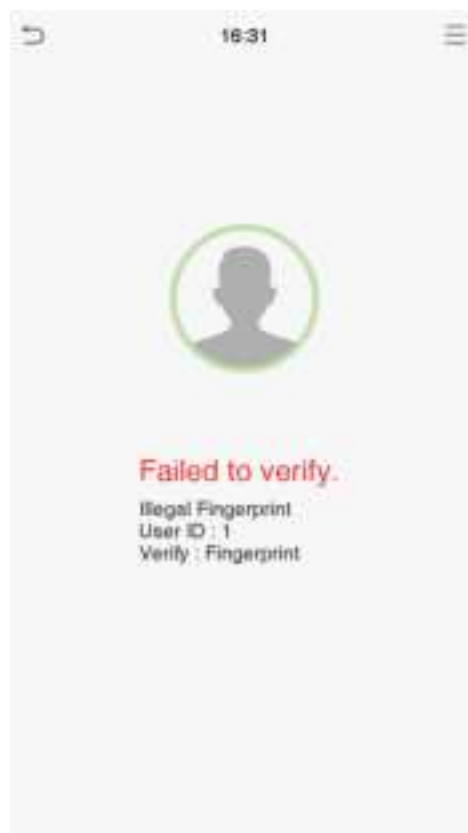 16:31
Failed to verify.
Illegal Fingerprint
User ID : 1
Verify : Fingerprint